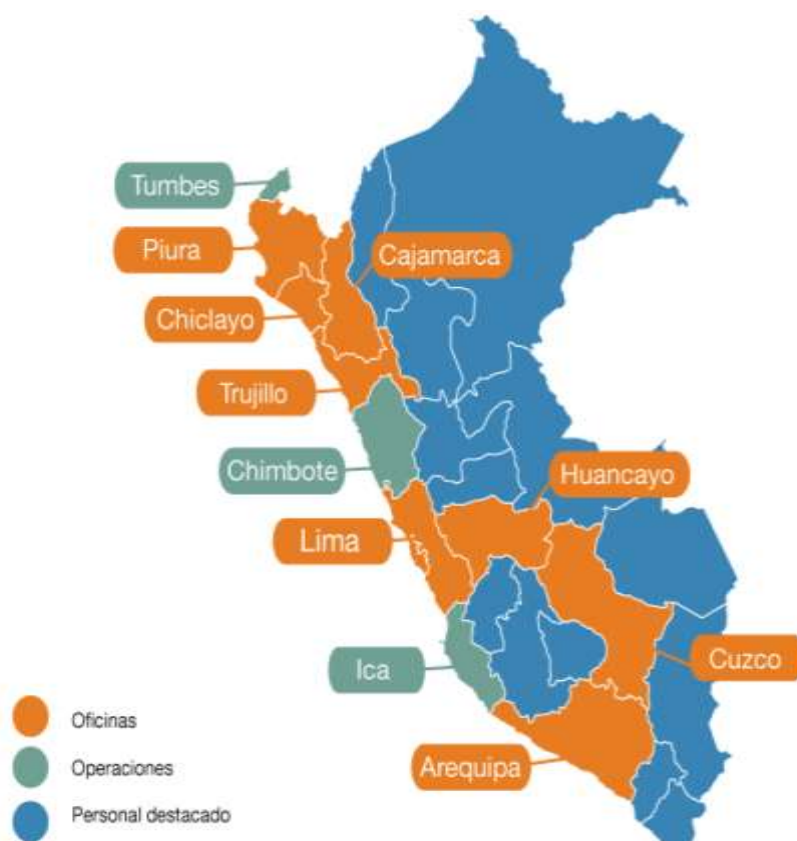 Tumbes
Piura
Cajamarca
Chiclayo
Trujillo
Chimbote
Huancayo
Lima
Ica
Cuzco
Arequipa
Oficinas
Operaciones
Personal destacado